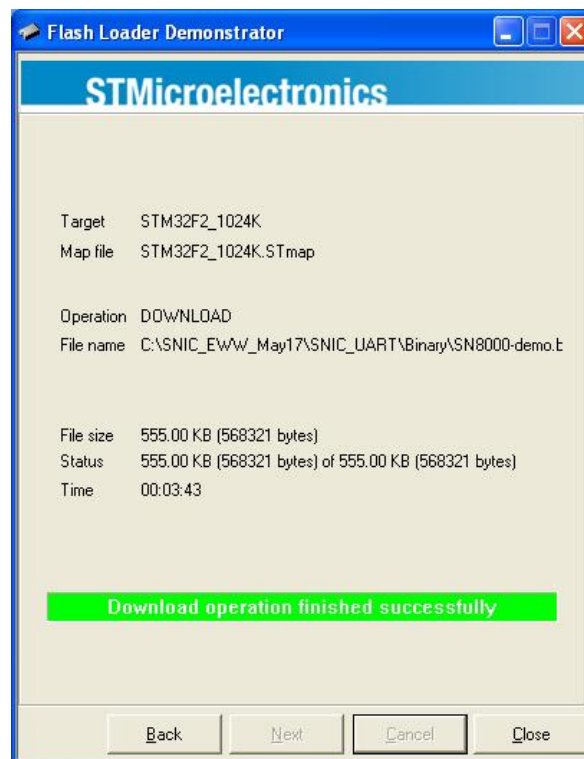 Flash Loader Demonstrator
STMicroelectronics
Target STM32F2_1024K
Map file STM32F2_1024K.STmap
Operation DOWNLOAD
File name C:\SNIC_EWW_May17\SNIC_UART\Binary\SN8000-demo.b
File size 555.00 KB (568321 bytes)
Status 555.00 KB (568321 bytes) of 555.00 KB (568321 bytes)
Time 00:03:43
Download operation finished successfully
Back Next Cancel Close